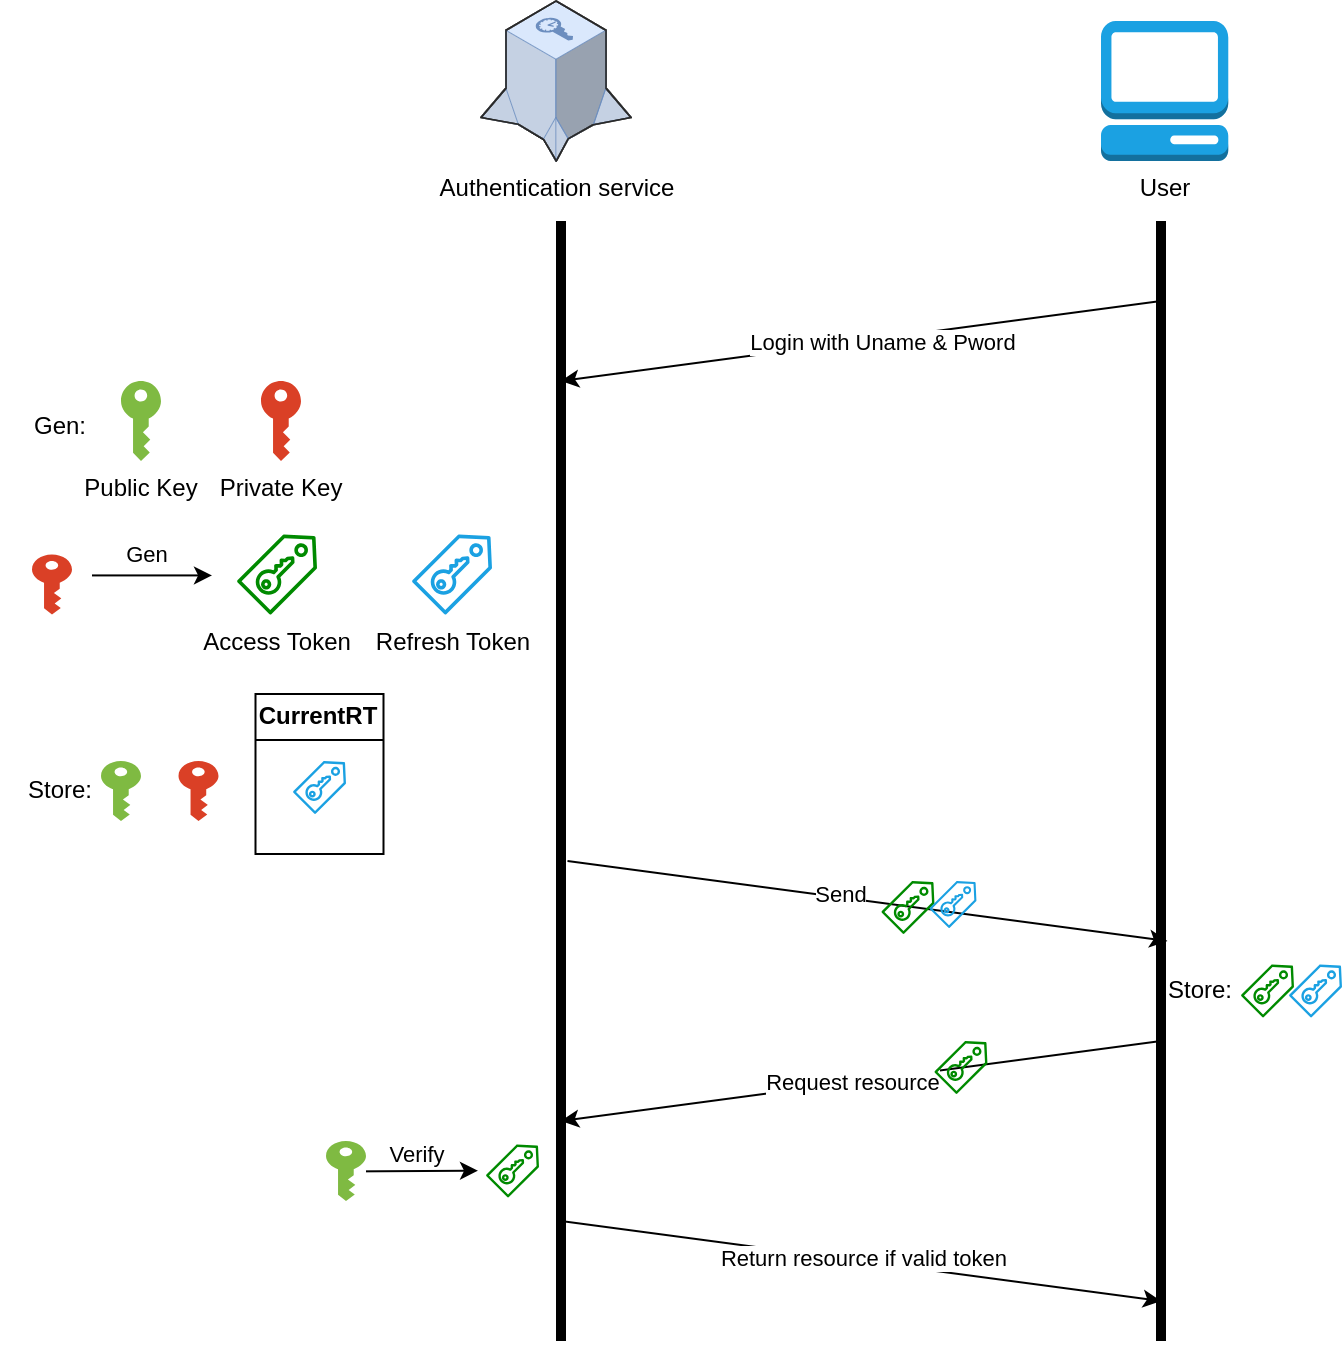 Authentication service
User
Login with Uname & Pword
Gen:
Public Key
Private Key
Gen
Access Token
Refresh Token
CurrentRT
Store:
Send
Store:
Request resource
Verify
Return resource if valid token